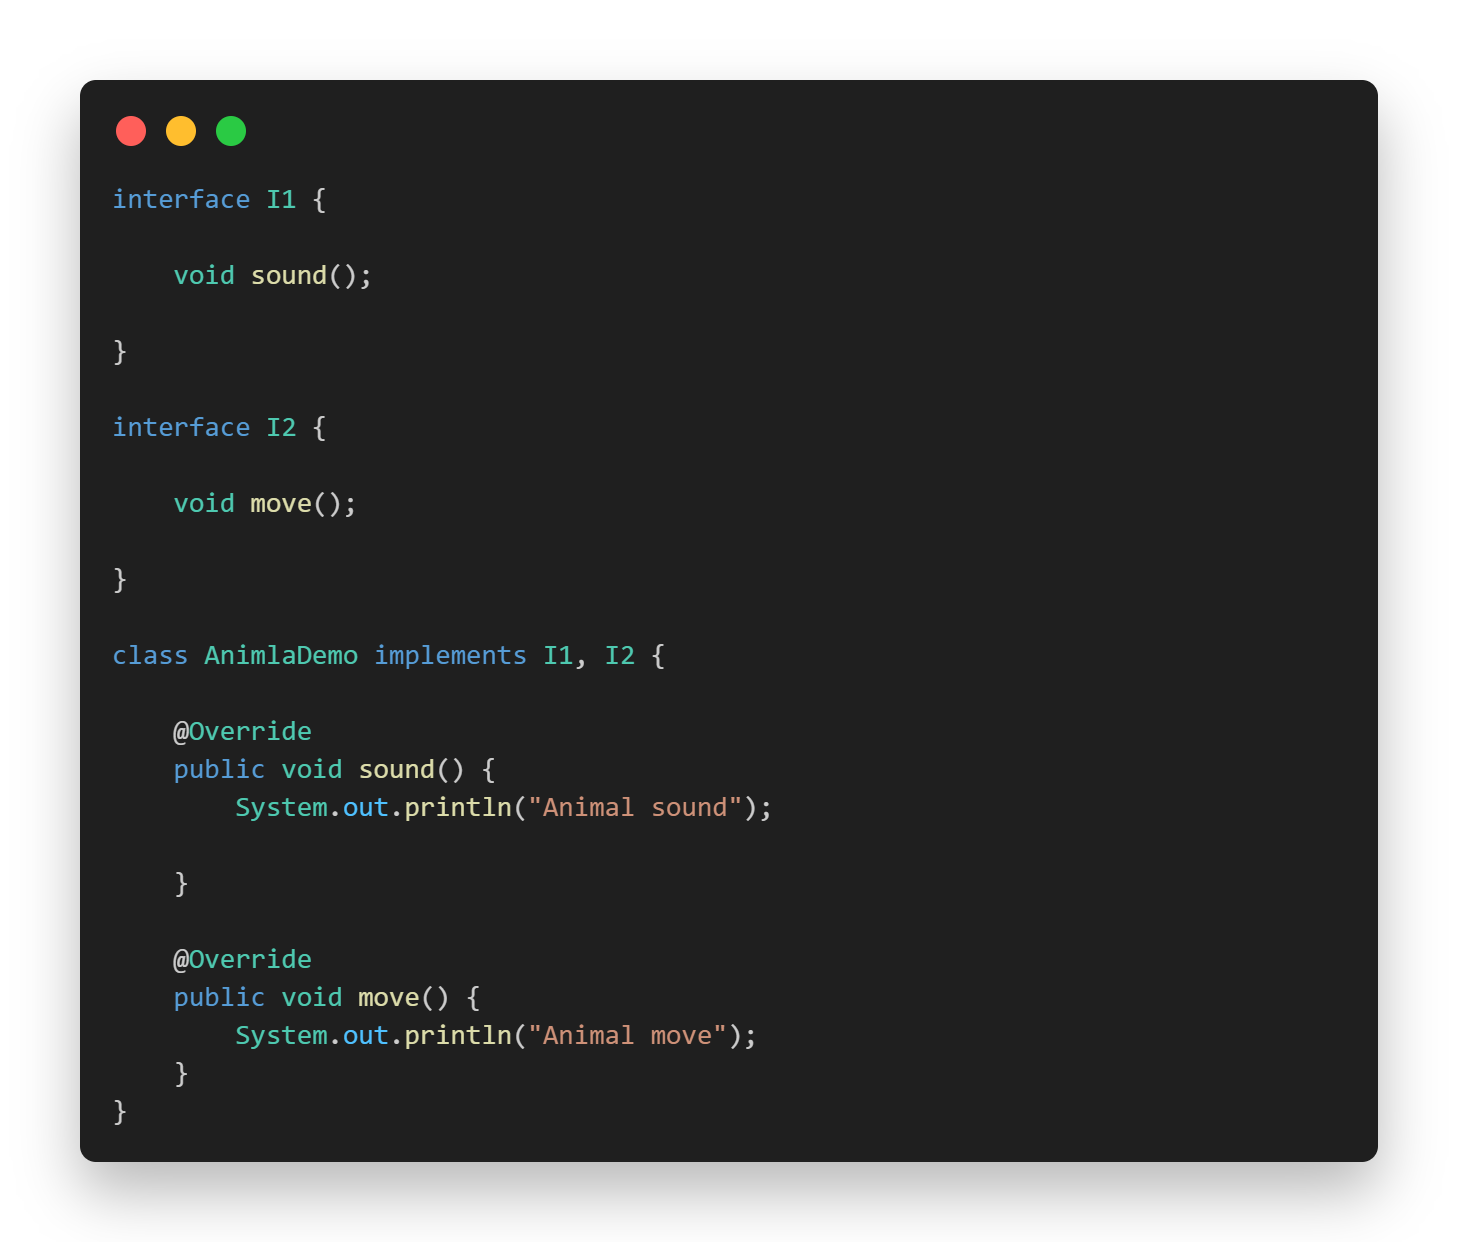 interface I1 {
    void sound();
}
interface I2 {
    void move();
}
class AnimlaDemo implements I1, I2 {
    @Override
    public void sound() {
        System.out.println("Animal sound");
    }
    @Override
    public void move() {
        System.out.println("Animal move");
    }
}